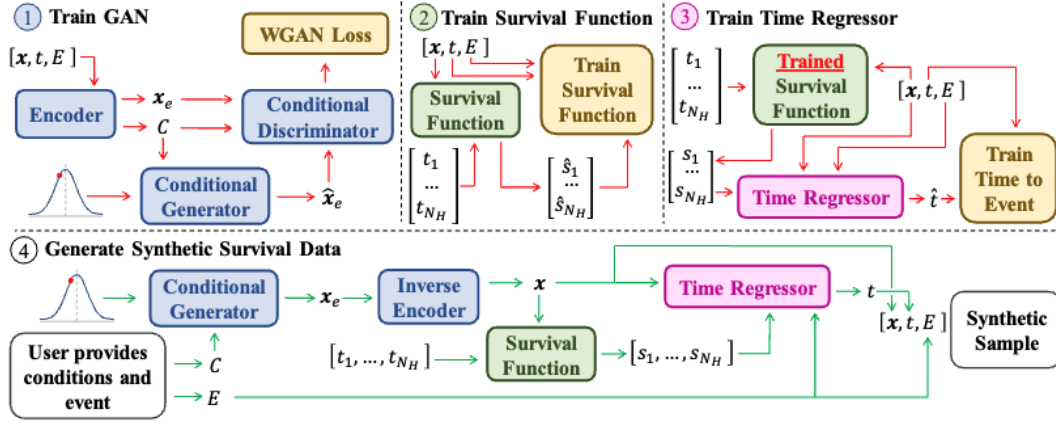 1 Train GAN
[x, t, E]
Encoder
x_e
C
WGAN Loss
Conditional
Discriminator
Conditional
Generator
x̂_e
2 Train Survival Function
[x, t, E]
Survival
Function
Train
Survival
Function
t_1
...
t_{N_H}
ŝ_1
...
ŝ_{N_H}
3 Train Time Regressor
t_1
...
t_{N_H}
Trained
Survival
Function
[x, t, E]
s_1
...
s_{N_H}
Time Regressor
t̂
Train
Time to
Event
4 Generate Synthetic Survival Data
Conditional
Generator
x_e
Inverse
Encoder
x
Time Regressor
t
[x, t, E]
Synthetic
Sample
User provides
conditions and
event
C
E
[t_1, ..., t_{N_H}]
Survival
Function
[s_1, ..., s_{N_H}]